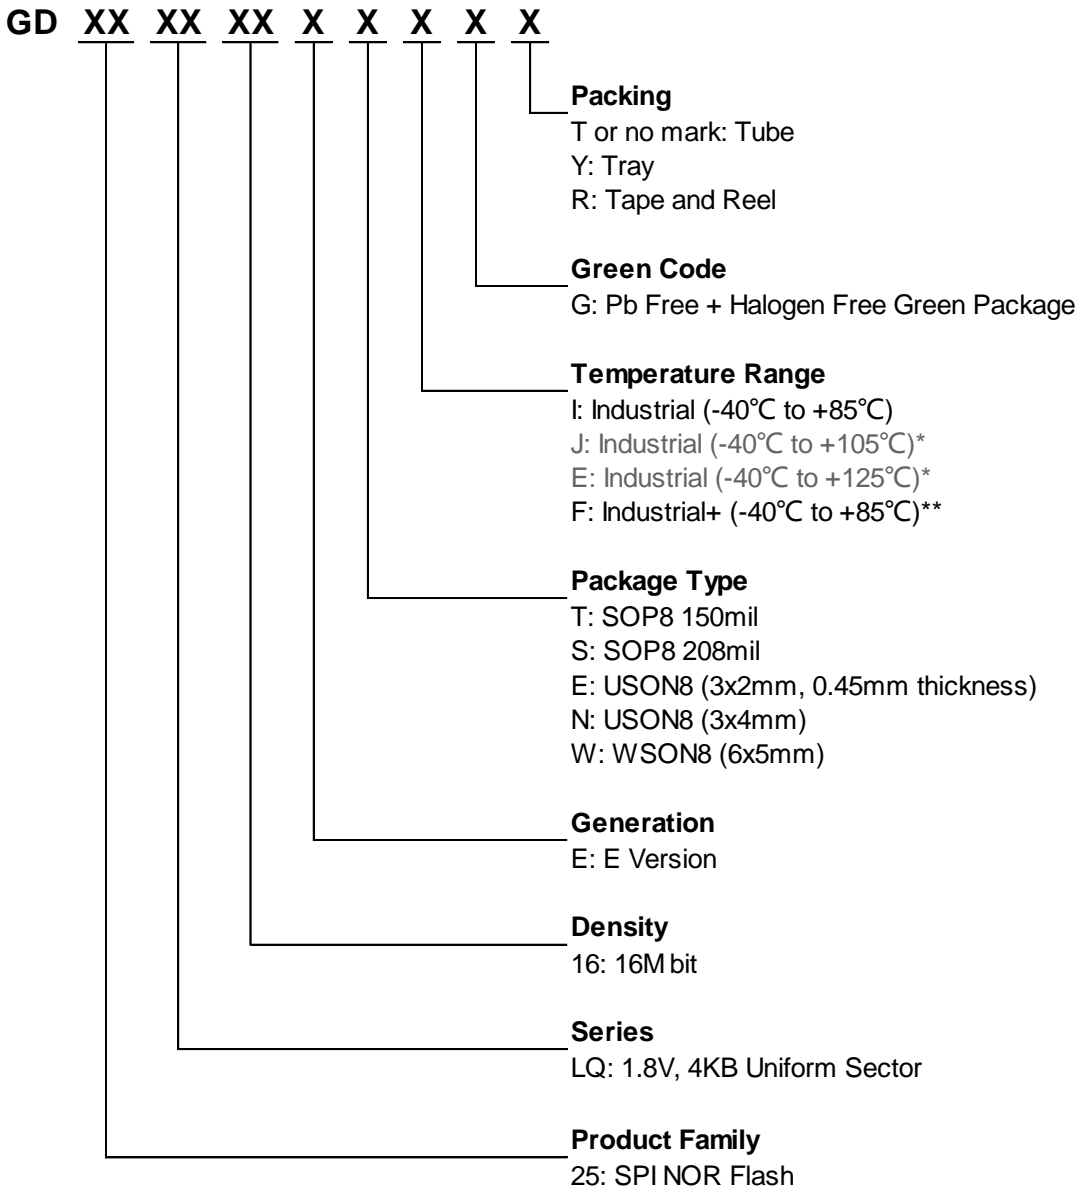 GD XX XX XX X X X X X
Packing
T or no mark: Tube
Y: Tray
R: Tape and Reel
Green Code
G: Pb Free + Halogen Free Green Package
Temperature Range
I: Industrial (-40℃ to +85℃)
J: Industrial (-40℃ to +105℃)*
E: Industrial (-40℃ to +125℃)*
F: Industrial+ (-40℃ to +85℃)**
Package Type
T: SOP8 150mil
S: SOP8 208mil
E: USON8 (3x2mm, 0.45mm thickness)
N: USON8 (3x4mm)
W: WSON8 (6x5mm)
Generation
E: E Version
Density
16: 16M bit
Series
LQ: 1.8V, 4KB Uniform Sector
Product Family
25: SPI NOR Flash